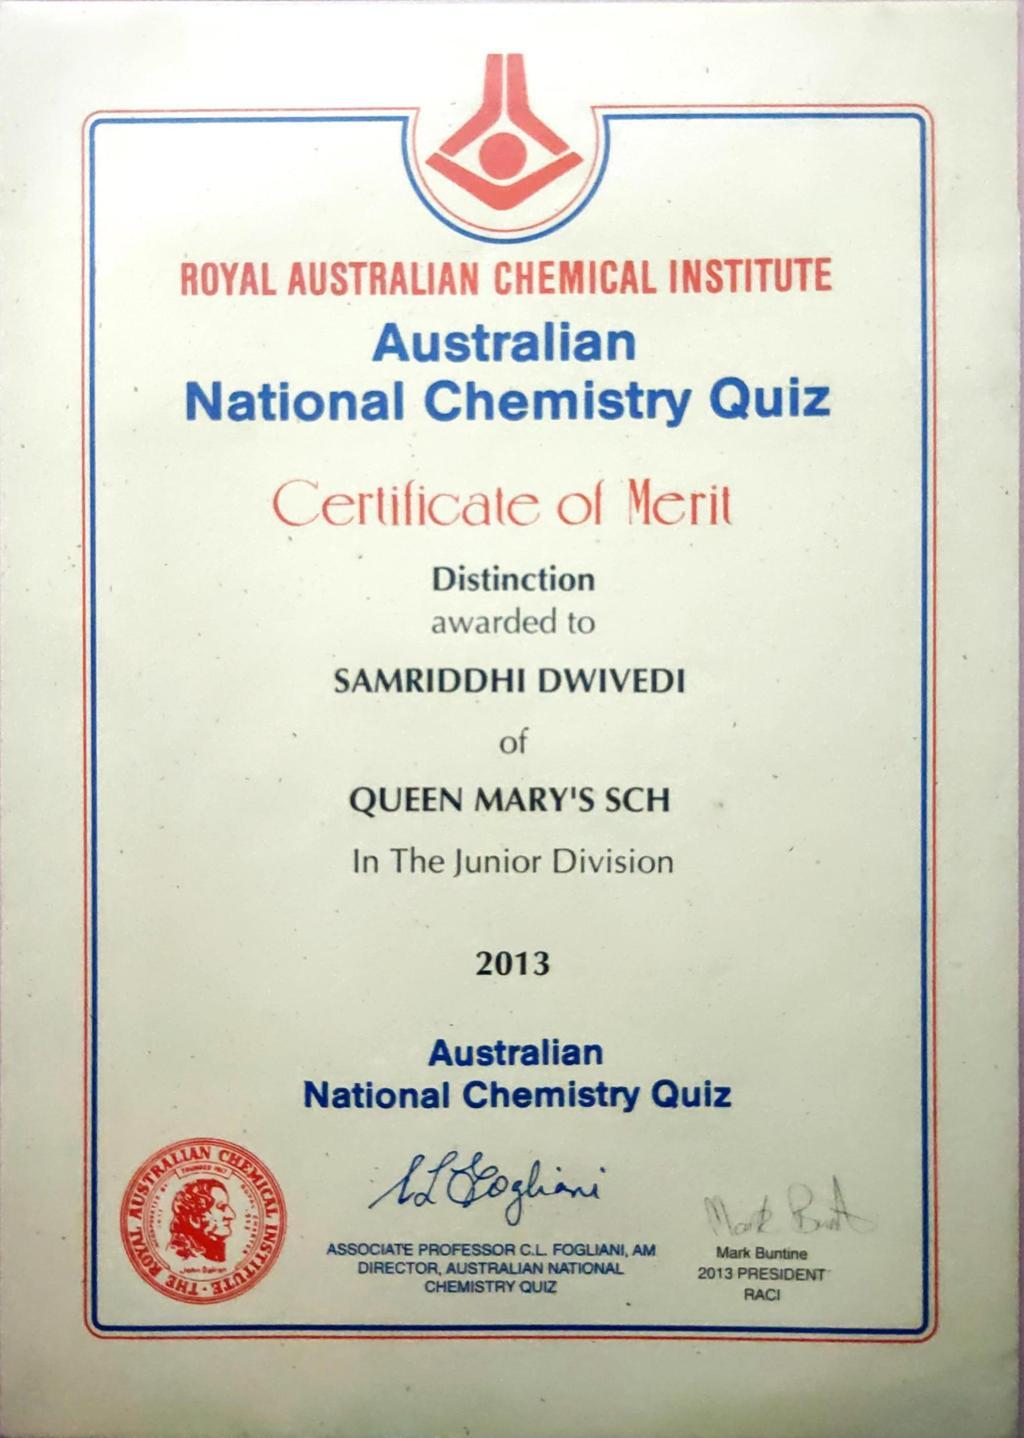 ROYAL AUSTRALIAN CHEMICAL INSTITUTE
Australian
National Chemistry Quiz
Certificate of Merit
Distinction
awarded to
SAMRIDDHI DWIVEDI
of
QUEEN MARY'S SCH
In The Junior Division
2013
Australian
National Chemistry Quiz
THE ROYAL AUSTRALIAN CHEMICAL INSTITUTE
John Dalton
CL Fogliani
ASSOCIATE PROFESSOR C.L. FOGLIANI, AM
DIRECTOR, AUSTRALIAN NATIONAL
CHEMISTRY QUIZ
Mark Bunt
Mark Buntine
2013 PRESIDENT
RACI